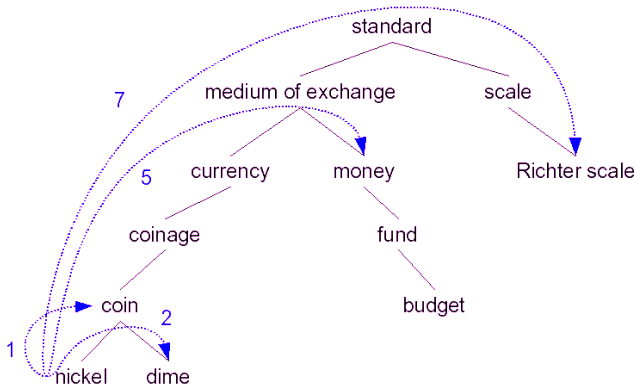 standard
7
medium of exchange
scale
5
currency
money
Richter scale
coinage
fund
coin
2
budget
1
nickel
dime